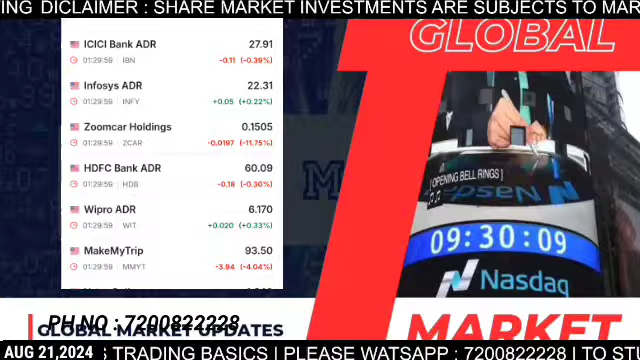 ING DICLAIMER : SHARE MARKET INVESTMENTS ARE SUBJECTS TO MAR
GLOBAL
ICICI Bank ADR 27.91
01:29:59 IBN -0.11 (-0.39%)
Infosys ADR 22.31
01:29:59 INFY +0.05 (+0.22%)
Zoomcar Holdings 0.1505
01:29:59 ZCAR -0.0197 (-11.75%)
HDFC Bank ADR 60.09
01:29:59 HDB -0.18 (-0.30%)
Wipro ADR 6.170
01:29:59 WIT +0.020 (+0.33%)
MakeMyTrip 93.50
01:29:59 MMYT -3.94 (-4.04%)
[OPENING BELL RINGS]
09:30:09
Nasdaq
PH NO : 7200822228
GLOBAL MARKET UPDATES
MARKET
AUG 21,2024 TRADING BASICS | PLEASE WATSAPP : 7200822228 | TO STU